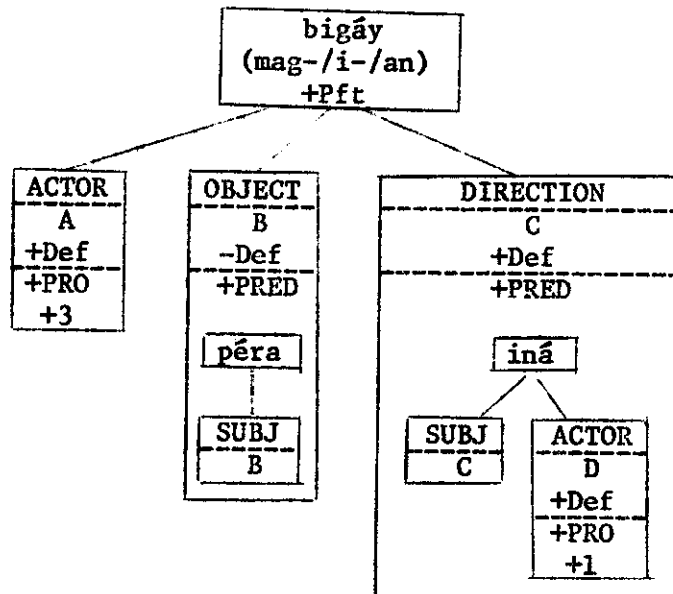 bigáy
(mag-/i-/an)
+Pft
ACTOR
A
+Def
+PRO
+3
OBJECT
B
-Def
+PRED
péra
SUBJ
B
DIRECTION
C
+Def
+PRED
iná
SUBJ
C
ACTOR
D
+Def
+PRO
+1